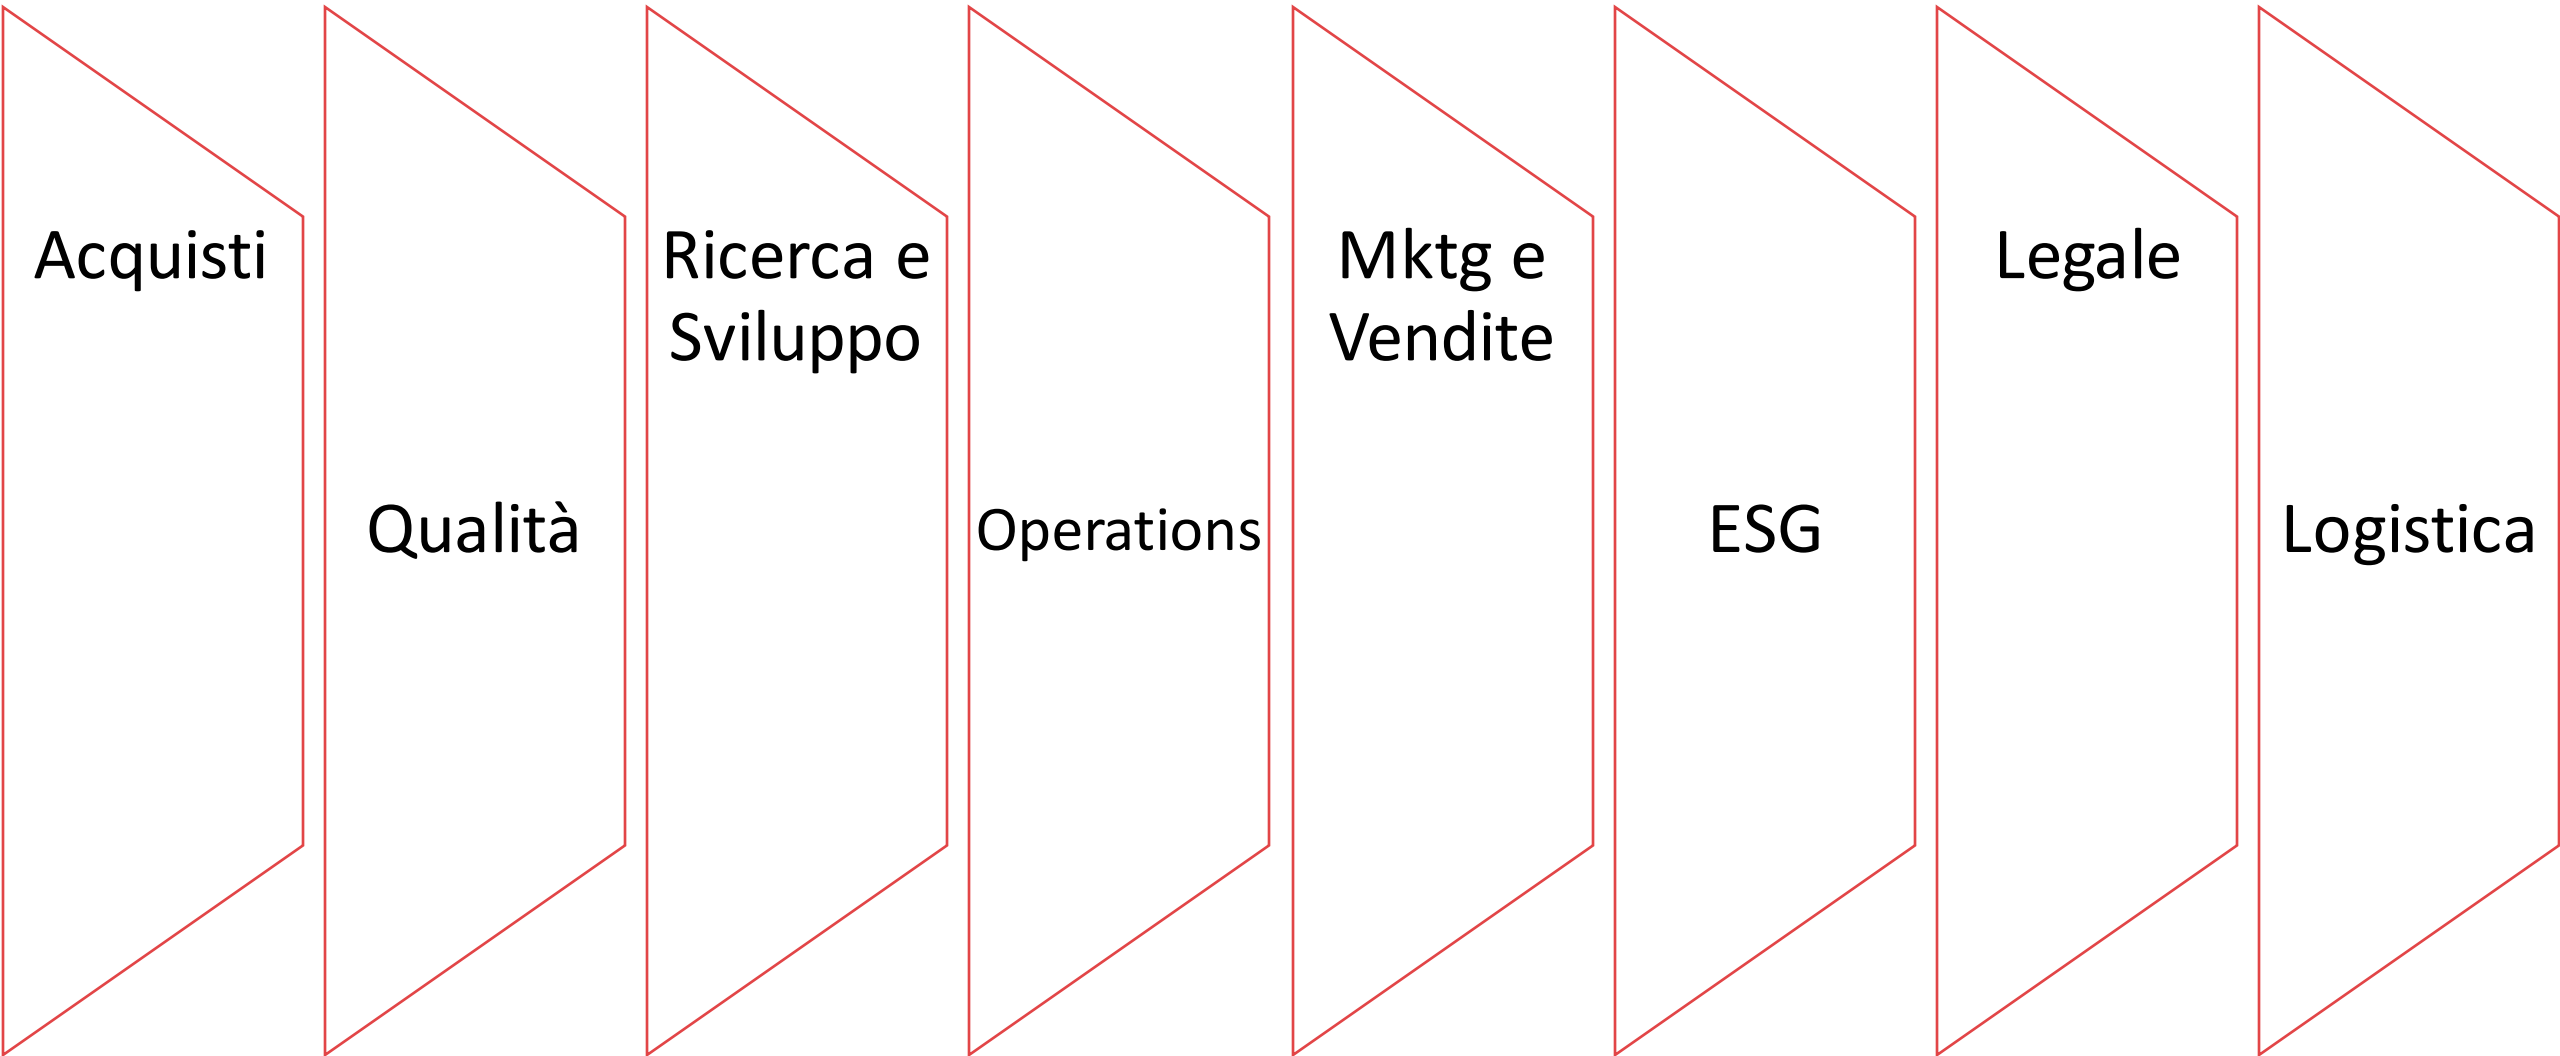 Acquisti
Qualità
Ricerca e
Sviluppo
Operations
Mktg e
Vendite
ESG
Legale
Logistica